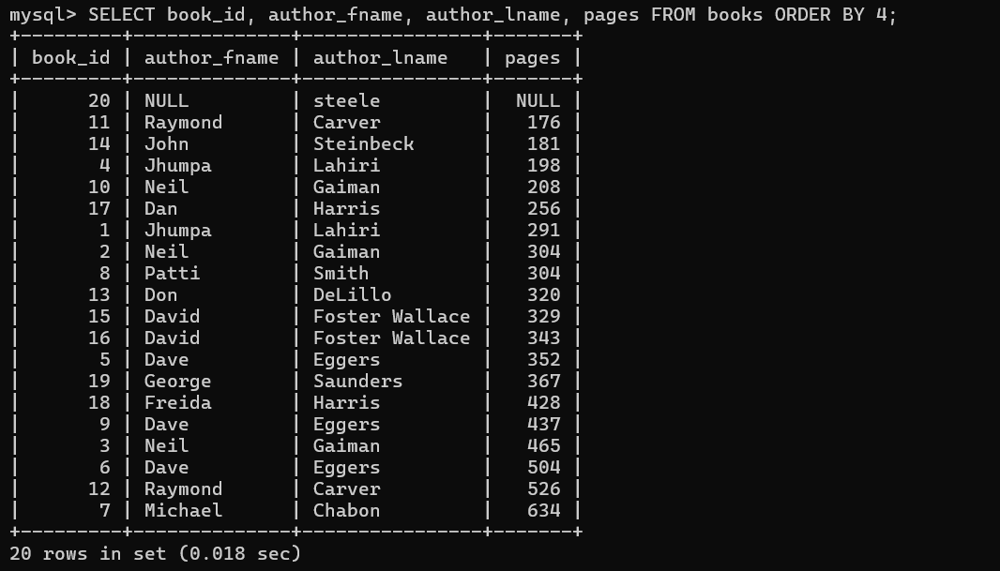 mysql> SELECT book_id, author_fname, author_lname, pages FROM books ORDER BY 4;
+---------+--------------+----------------+-------+
| book_id | author_fname | author_lname   | pages |
+---------+--------------+----------------+-------+
|      20 | NULL         | steele         |  NULL |
|      11 | Raymond      | Carver         |   176 |
|      14 | John         | Steinbeck      |   181 |
|       4 | Jhumpa       | Lahiri         |   198 |
|      10 | Neil         | Gaiman         |   208 |
|      17 | Dan          | Harris         |   256 |
|       1 | Jhumpa       | Lahiri         |   291 |
|       2 | Neil         | Gaiman         |   304 |
|       8 | Patti        | Smith          |   304 |
|      13 | Don          | DeLillo        |   320 |
|      15 | David        | Foster Wallace |   329 |
|      16 | David        | Foster Wallace |   343 |
|       5 | Dave         | Eggers         |   352 |
|      19 | George       | Saunders       |   367 |
|      18 | Freida       | Harris         |   428 |
|       9 | Dave         | Eggers         |   437 |
|       3 | Neil         | Gaiman         |   465 |
|       6 | Dave         | Eggers         |   504 |
|      12 | Raymond      | Carver         |   526 |
|       7 | Michael      | Chabon         |   634 |
+---------+--------------+----------------+-------+
20 rows in set (0.018 sec)